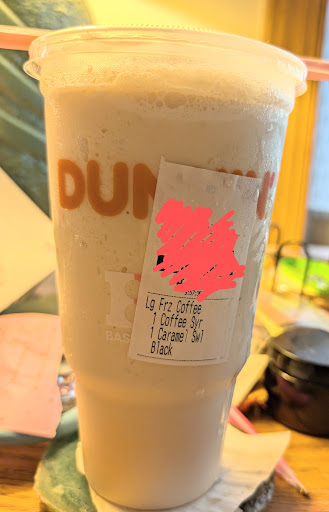 DUN
Lg Frz Coffee
1 Coffee Syr
1 Caramel Swl
Black